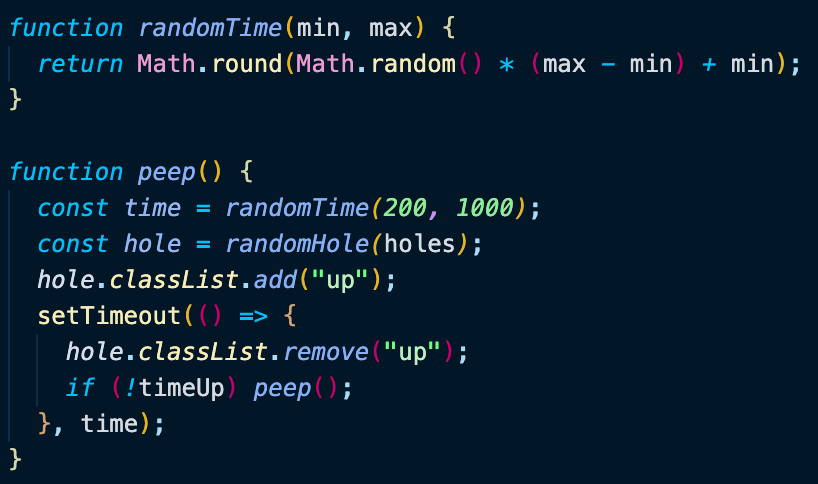 function randomTime(min, max) {
  return Math.round(Math.random() * (max - min) + min);
}

function peep() {
  const time = randomTime(200, 1000);
  const hole = randomHole(holes);
  hole.classList.add("up");
  setTimeout(() => {
    hole.classList.remove("up");
    if (!timeUp) peep();
  }, time);
}